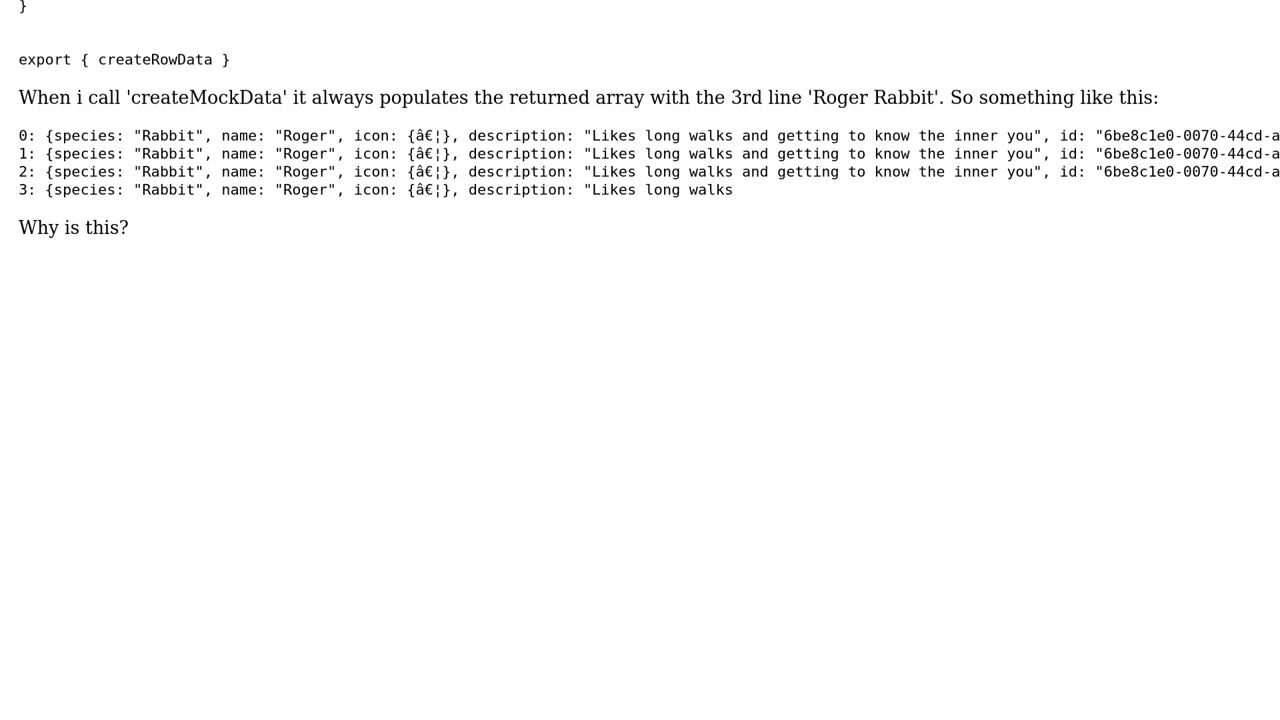 }
export { createRowData }
When i call 'createMockData' it always populates the returned array with the 3rd line 'Roger Rabbit'. So something like this:
0: {species: "Rabbit", name: "Roger", icon: {â€¦}, description: "Likes long walks and getting to know the inner you", id: "6be8c1e0-0070-44cd-a
1: {species: "Rabbit", name: "Roger", icon: {â€¦}, description: "Likes long walks and getting to know the inner you", id: "6be8c1e0-0070-44cd-a
2: {species: "Rabbit", name: "Roger", icon: {â€¦}, description: "Likes long walks and getting to know the inner you", id: "6be8c1e0-0070-44cd-a
3: {species: "Rabbit", name: "Roger", icon: {â€¦}, description: "Likes long walks
Why is this?